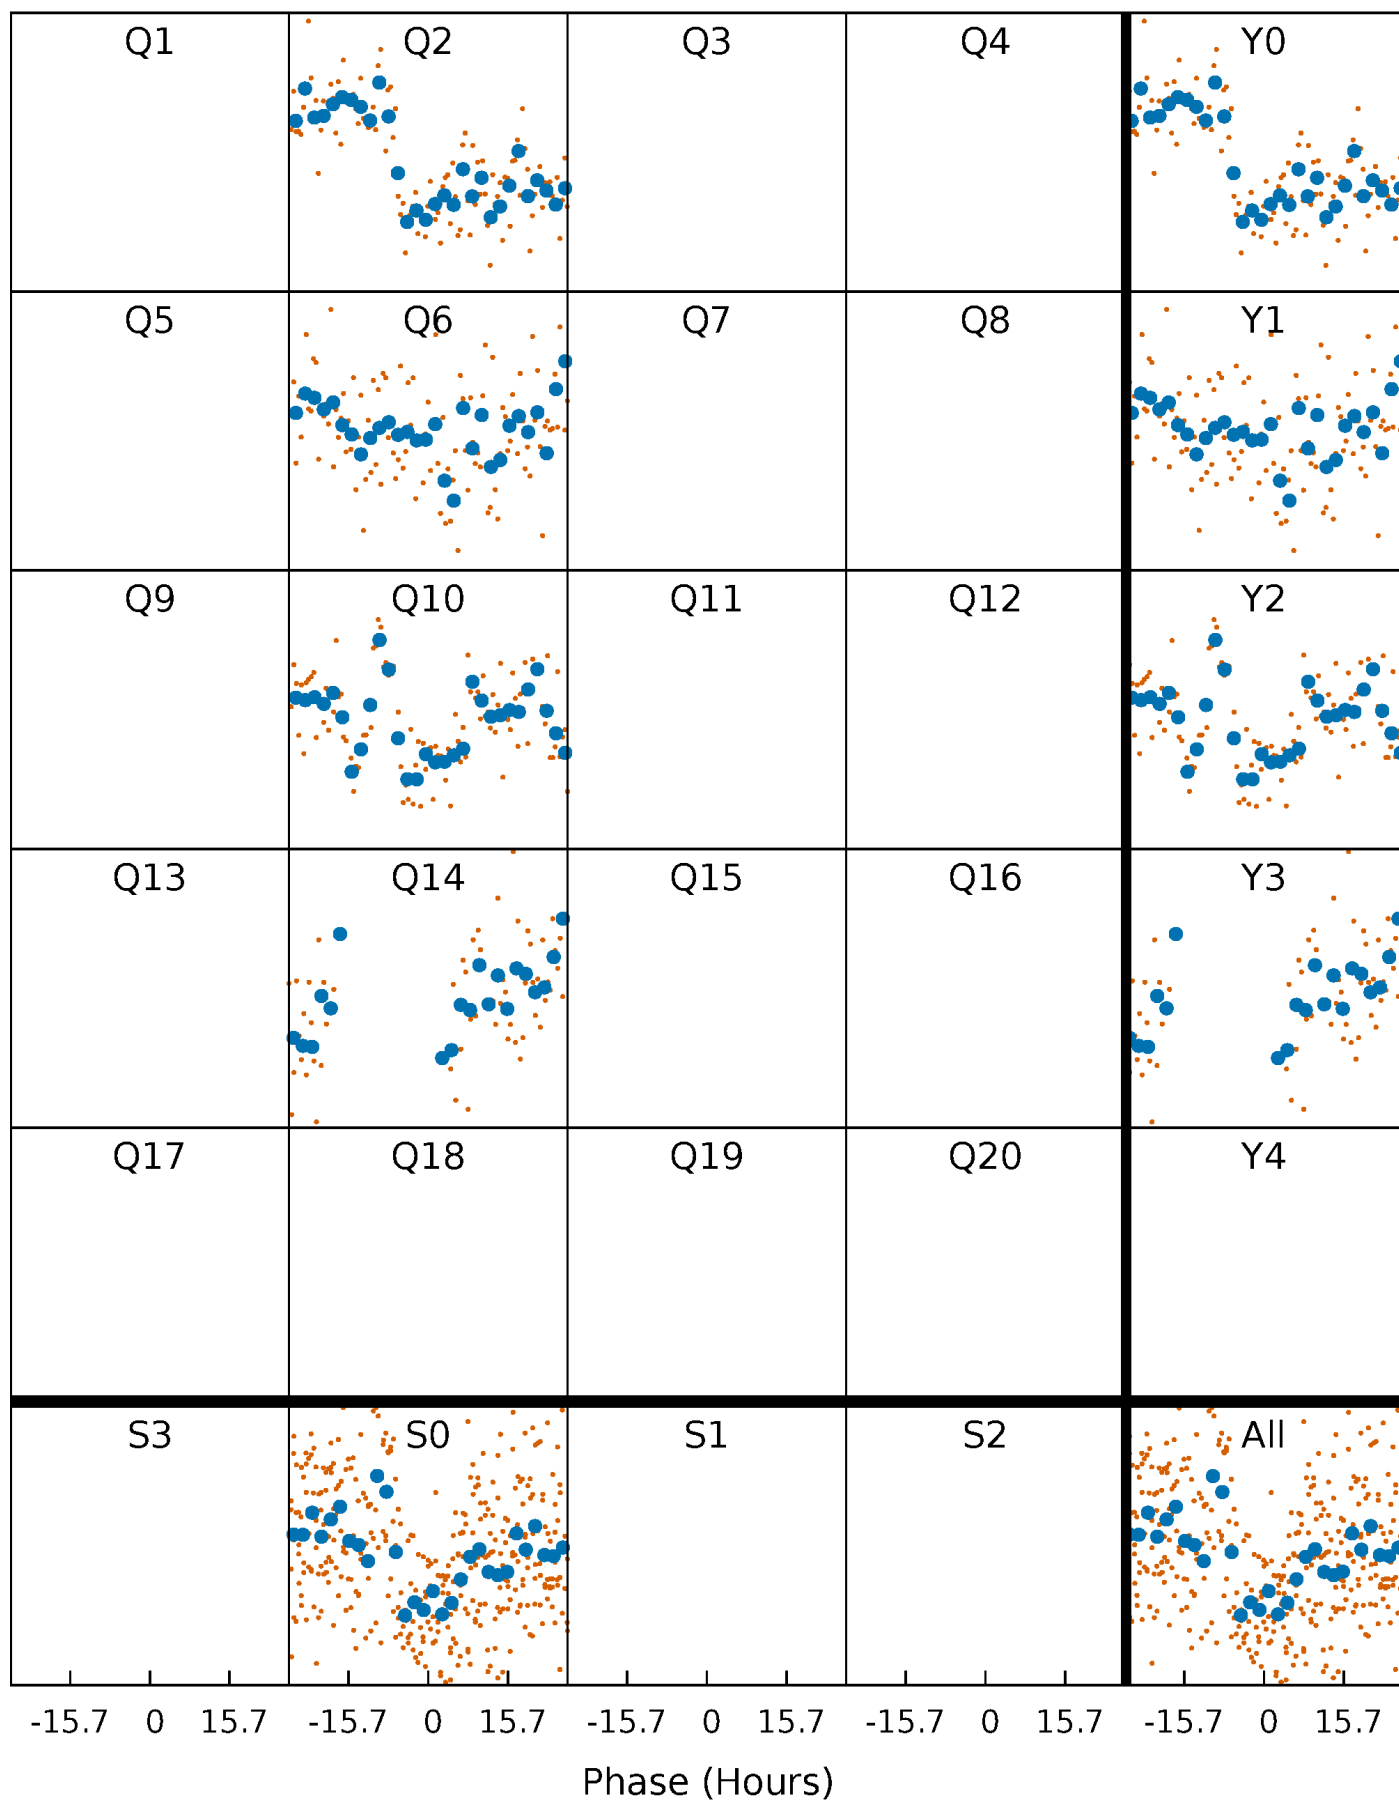 Q1 Q2 Q3 Q4 Y0
Q5 Q6 Q7 Q8 Y1
Q9 Q10 Q11 Q12 Y2
Q13 Q14 Q15 Q16 Y3
Q17 Q18 Q19 Q20 Y4
S3 S0 S1 S2 All
-15.7 0 15.7 -15.7 0 15.7 -15.7 0 15.7 -15.7 0 15.7 -15.7 0 15.7
Phase (Hours)